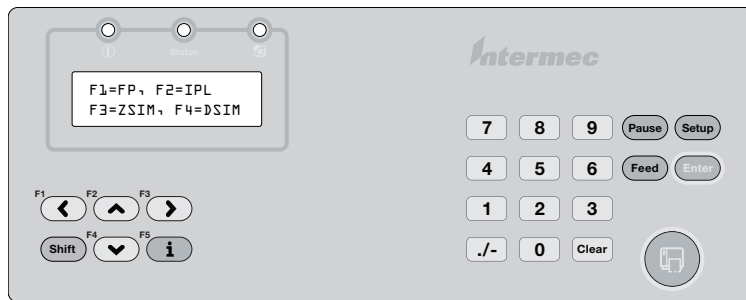 Status
F1=FP, F2=IPL
F3=ZSIM, F4=DSIM
Intermec
7 8 9 Pause Setup
4 5 6 Feed Enter
1 2 3
./- 0 Clear
F1 F2 F3
Shift F4 F5 i